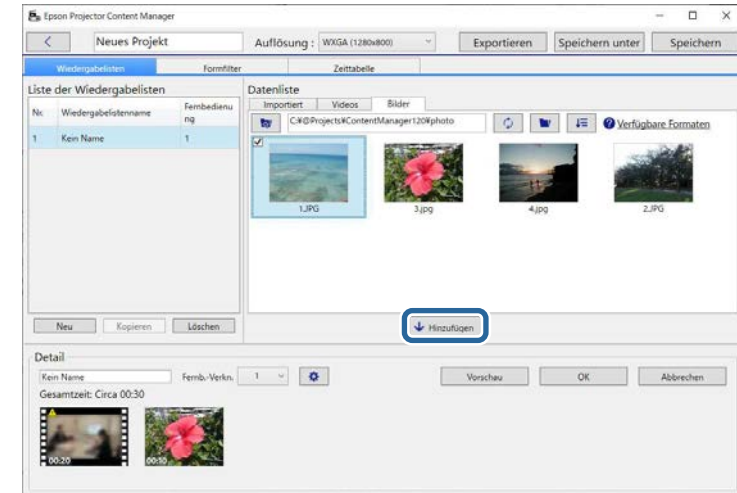 Epson Projector Content Manager
Neues Projekt Auflösung : WXGA (1280x800) Exportieren Speichern unter Speichern
Wiedergabelisten Formfilter Zeittabelle
Liste der Wiedergabelisten
Nr. Wiedergabelistenname Fernbedienu
ng
1 Kein Name 1
Neu Kopieren Löschen
Datenliste
Importiert Videos Bilder
C:¥@Projects¥ContentManager120¥photo Verfügbare Formaten
1.JPG 3.jpg 4.jpg 2.JPG
Hinzufügen
Detail
Kein Name Fernb.-Verkn. 1 Vorschau OK Abbrechen
Gesamtzeit: Circa 00:30
00:20 00:10